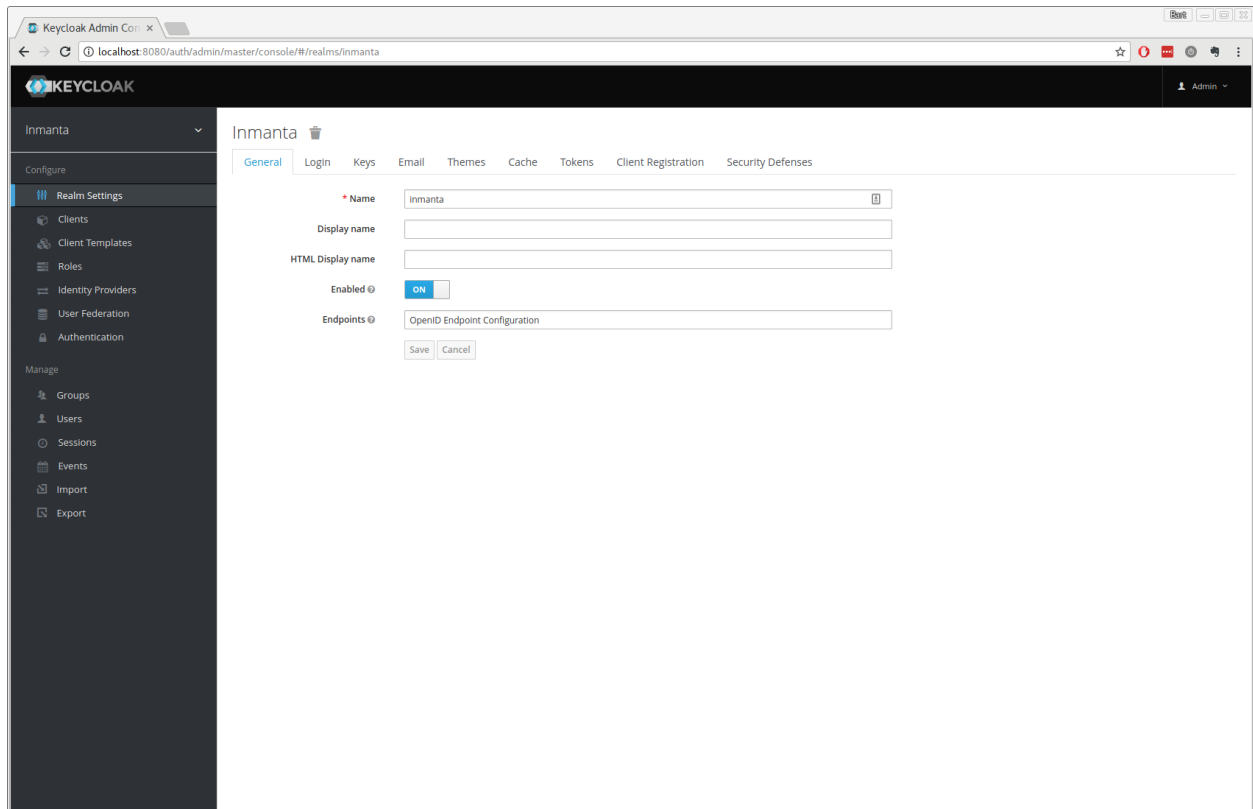 Bart
Keycloak Admin Con
localhost:8080/auth/admin/master/console/#/realms/inmanta
KEYCLOAK
Admin
Inmanta
Configure
Realm Settings
Clients
Client Templates
Roles
Identity Providers
User Federation
Authentication
Manage
Groups
Users
Sessions
Events
Import
Export
Inmanta
General Login Keys Email Themes Cache Tokens Client Registration Security Defenses
* Name inmanta
Display name
HTML Display name
Enabled ON
Endpoints OpenID Endpoint Configuration
Save Cancel